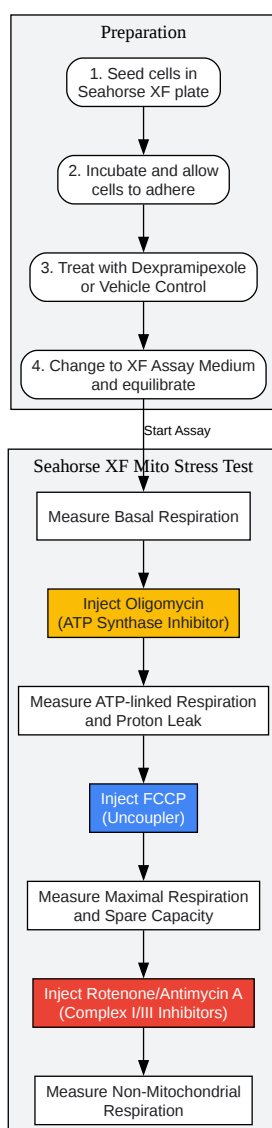 Preparation
1. Seed cells in
Seahorse XF plate
2. Incubate and allow
cells to adhere
3. Treat with Dexpramipexole
or Vehicle Control
4. Change to XF Assay Medium
and equilibrate
Start Assay
Seahorse XF Mito Stress Test
Measure Basal Respiration
Inject Oligomycin
(ATP Synthase Inhibitor)
Measure ATP-linked Respiration
and Proton Leak
Inject FCCP
(Uncoupler)
Measure Maximal Respiration
and Spare Capacity
Inject Rotenone/Antimycin A
(Complex I/III Inhibitors)
Measure Non-Mitochondrial
Respiration